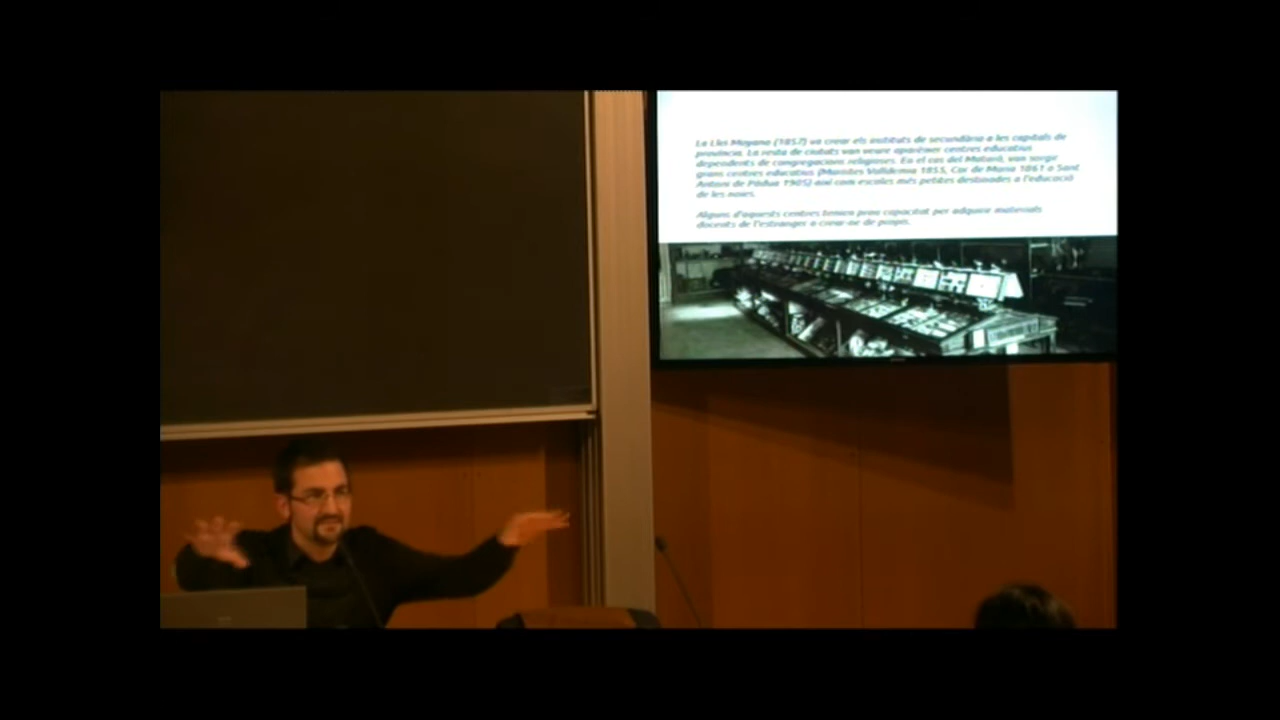 La Llei Moyano (1857) va crear els instituts de secundària a les capitals de
província. La resta de ciutats van veure aparèixer centres educatius
dependents de congregacions religioses. En el cas del Mataró, van sorgir
grans centres educatius (Maristes Valldemia 1855, Cor de Maria 1861 o Sant
Antoni de Pàdua 1905) així com escoles més petites destinades a l'educació
de les noies.
Alguns d'aquests centres tenien prou capacitat per adquirir materials
docents de l'estranger o crear-ne de propis.